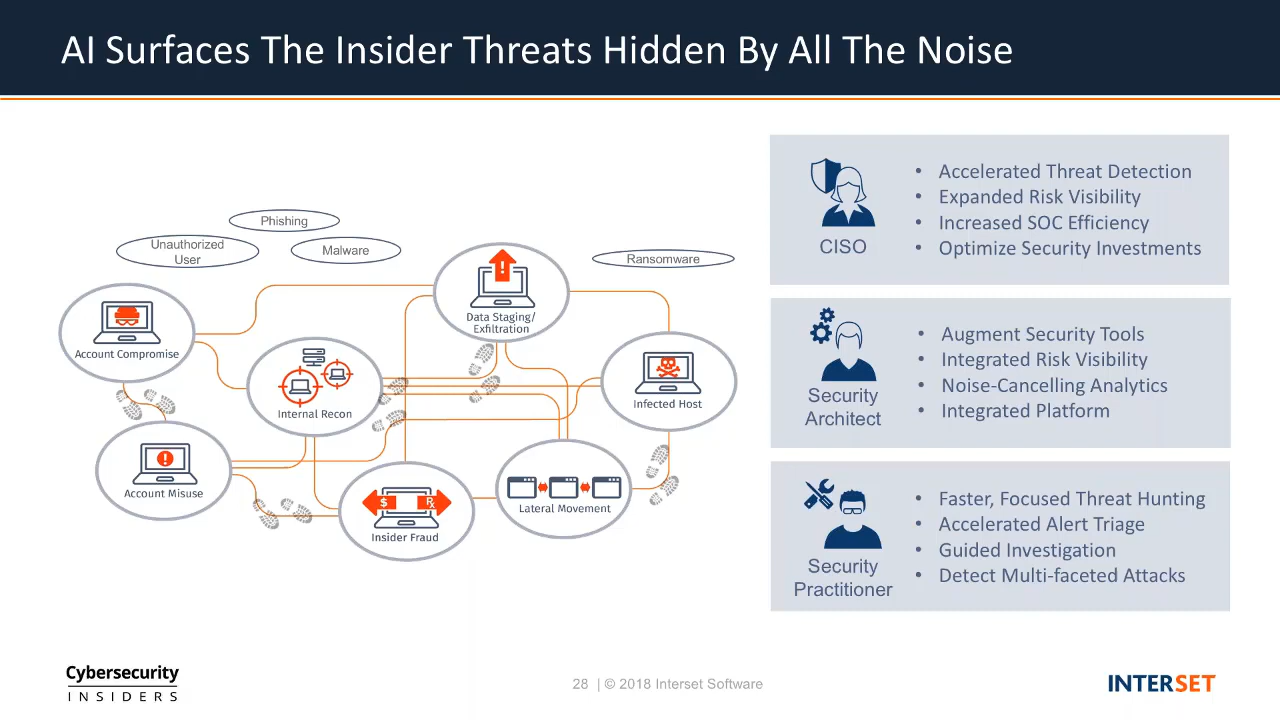 AI Surfaces The Insider Threats Hidden By All The Noise
Phishing
Unauthorized
User
Malware
Ransomware
Data Staging/
Exfiltration
Account Compromise
Internal Recon
Infected Host
Account Misuse
$
Rx
Insider Fraud
Lateral Movement
CISO
• Accelerated Threat Detection
• Expanded Risk Visibility
• Increased SOC Efficiency
• Optimize Security Investments
Security
Architect
• Augment Security Tools
• Integrated Risk Visibility
• Noise-Cancelling Analytics
• Integrated Platform
Security
Practitioner
• Faster, Focused Threat Hunting
• Accelerated Alert Triage
• Guided Investigation
• Detect Multi-faceted Attacks
Cybersecurity
INSIDERS
28 | © 2018 Interset Software
INTERSET